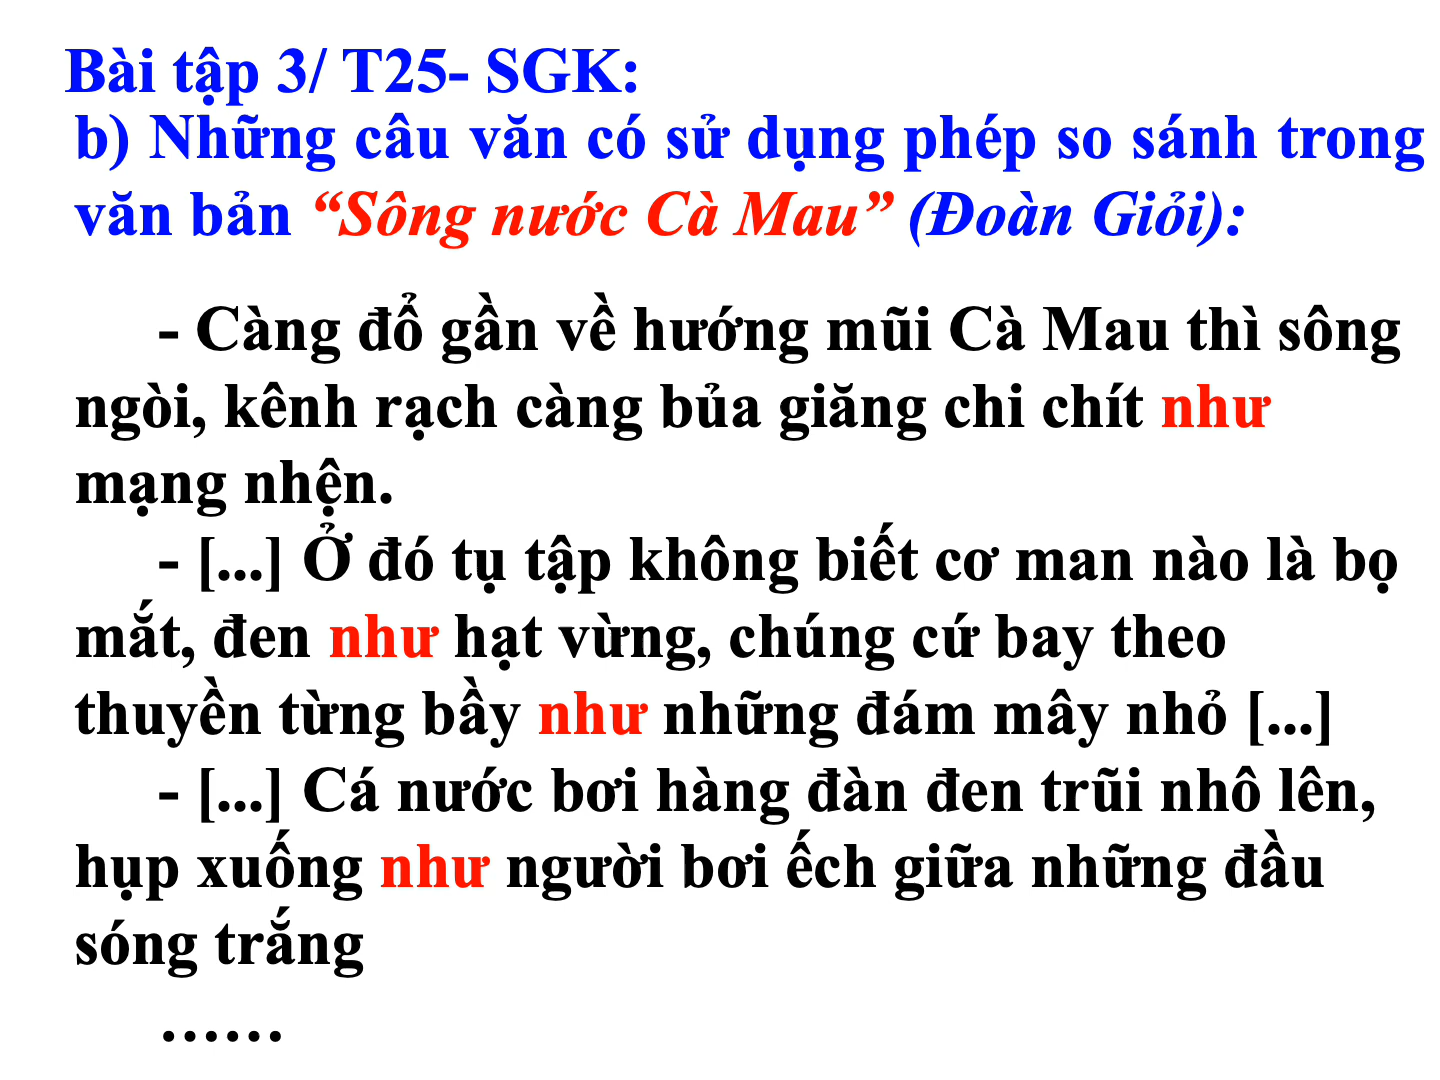 Bài tập 3/ T25- SGK:
b) Những câu văn có sử dụng phép so sánh trong
văn bản “Sông nước Cà Mau” (Đoàn Giỏi):
- Càng đổ gần về hướng mũi Cà Mau thì sông
ngòi, kênh rạch càng bủa giăng chi chít như
mạng nhện.
- [...] Ở đó tụ tập không biết cơ man nào là bọ
mắt, đen như hạt vừng, chúng cứ bay theo
thuyền từng bầy như những đám mây nhỏ [...]
- [...] Cá nước bơi hàng đàn đen trũi nhô lên,
hụp xuống như người bơi ếch giữa những đầu
sóng trắng
......